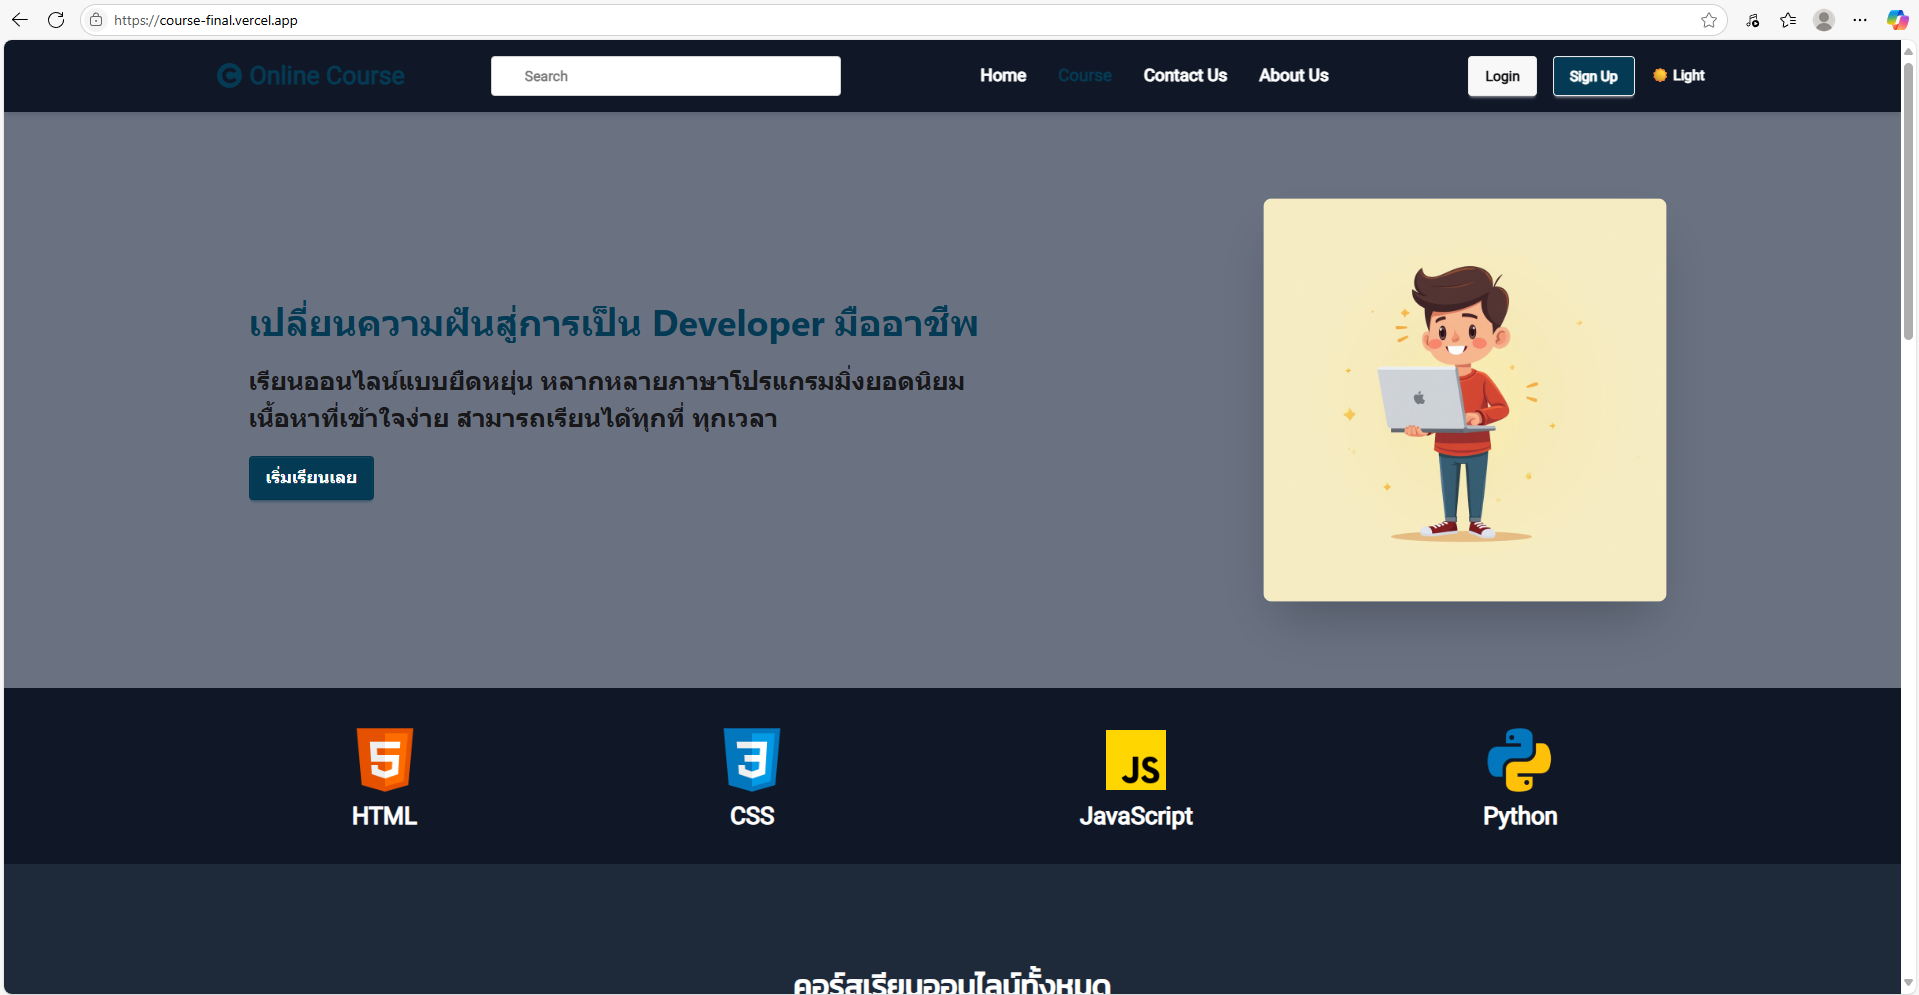 https://course-final.vercel.app
Online Course
Search
Home
Course
Contact Us
About Us
Login
Sign Up
Light
เปลี่ยนความฝันสู่การเป็น Developer มืออาชีพ
เรียนออนไลน์แบบยืดหยุ่น หลากหลายภาษาโปรแกรมมิ่งยอดนิยม
เนื้อหาที่เข้าใจง่าย สามารถเรียนได้ทุกที่ ทุกเวลา
เริ่มเรียนเลย
HTML
CSS
JS
JavaScript
Python
คอร์สเรียนออนไลน์ทั้งหมด